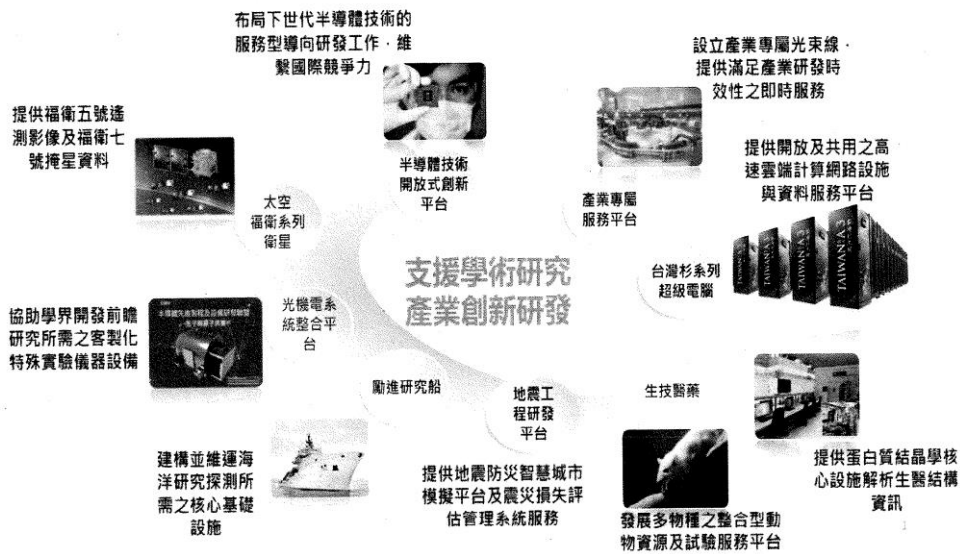 布局下世代半導體技術的
服務型導向研發工作，維
繫國際競爭力
半導體技術
開放式創新
平台
設立產業專屬光束線，
提供滿足產業研發時
效性之即時服務
產業專屬
服務平台
提供福衛五號遙
測影像及福衛七
號掩星資料
太空
福衛系列
衛星
提供開放及共用之高
速雲端計算網路設施
與資料服務平台
台灣杉系列
超級電腦
TAIWANIA 3
TAIWANIA 3
TAIWANIA 3
TAIWANIA 3
支援學術研究
產業創新研發
協助學界開發前瞻
研究所需之客製化
特殊實驗儀器設備
光機電系
統整合平
台
勵進研究船
建構並維運海
洋研究探測所
需之核心基礎
設施
地震工
程研發
平台
提供地震防災智慧城市
模擬平台及震災損失評
估管理系統服務
生技醫藥
發展多物種之整合型動
物資源及試驗服務平台
提供蛋白質結晶學核
心設施解析生醫結構
資訊